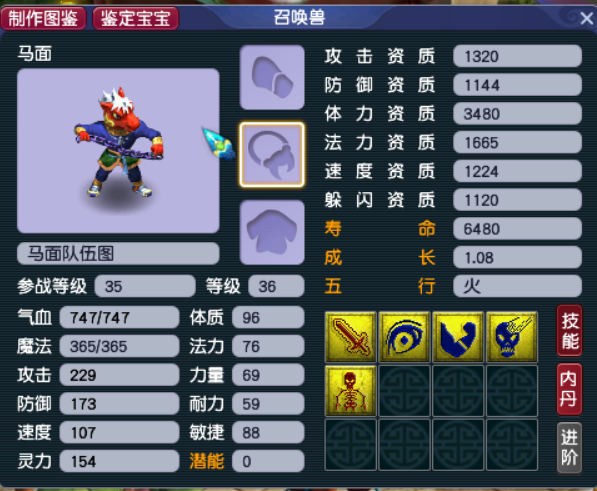 制作图鉴 鉴定宝宝 召唤兽
马面
马面队伍图
参战等级 35 等级 36
气血 747/747 体质 96
魔法 365/365 法力 76
攻击 229 力量 69
防御 173 耐力 59
速度 107 敏捷 88
灵力 154 潜能 0
攻击资质 1320
防御资质 1144
体力资质 3480
法力资质 1665
速度资质 1224
躲闪资质 1120
寿命 6480
成长 1.08
五行 火
技能
内丹
进阶